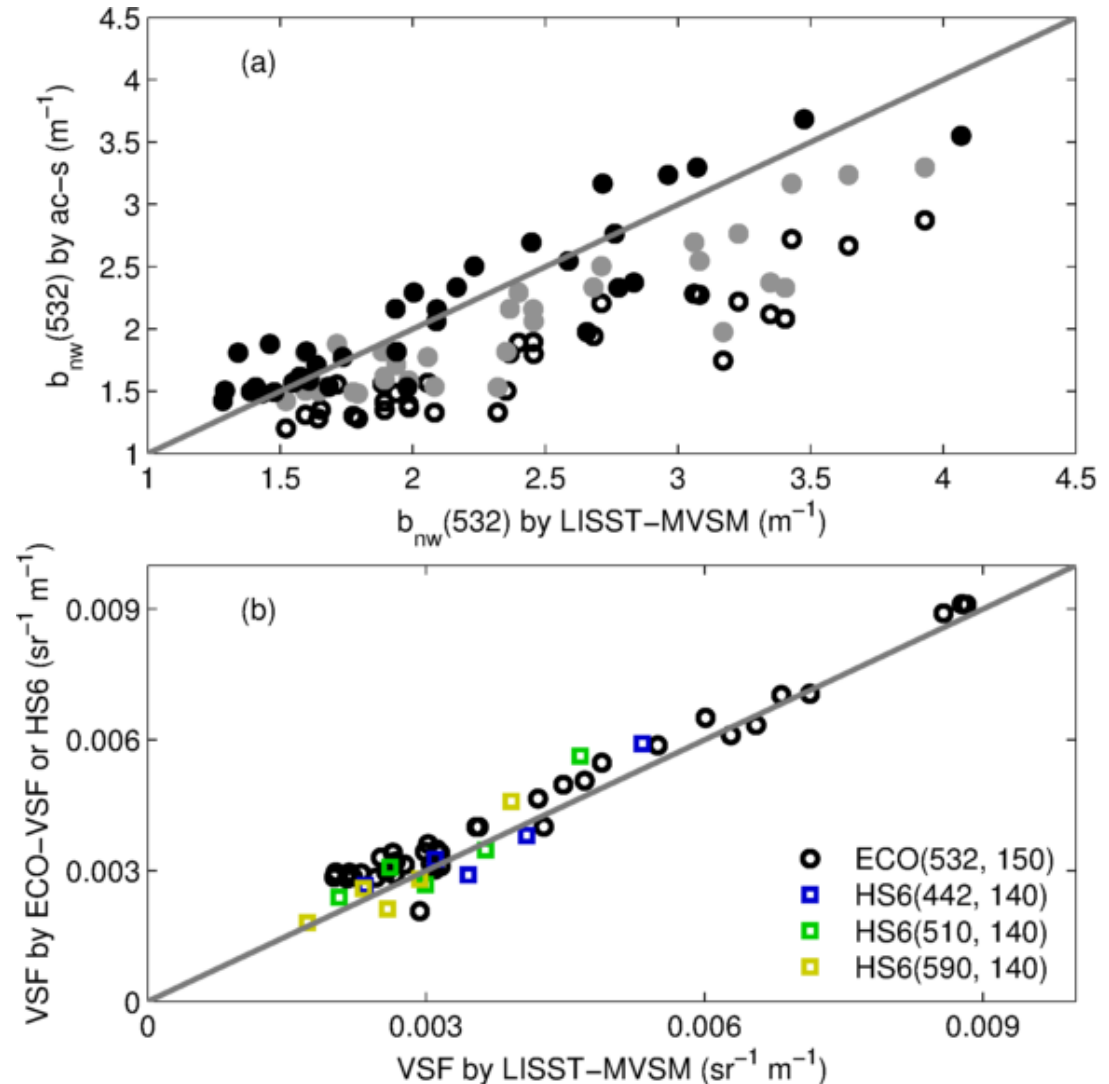 4.5
4
3.5
3
2.5
2
1.5
1
b_nw(532) by ac−s (m⁻¹)
(a)
1 1.5 2 2.5 3 3.5 4 4.5
b_nw(532) by LISST−MVSM (m⁻¹)
0.009
0.006
0.003
0
VSF by ECO−VSF or HS6 (sr⁻¹ m⁻¹)
(b)
ECO(532, 150)
HS6(442, 140)
HS6(510, 140)
HS6(590, 140)
0 0.003 0.006 0.009
VSF by LISST−MVSM (sr⁻¹ m⁻¹)